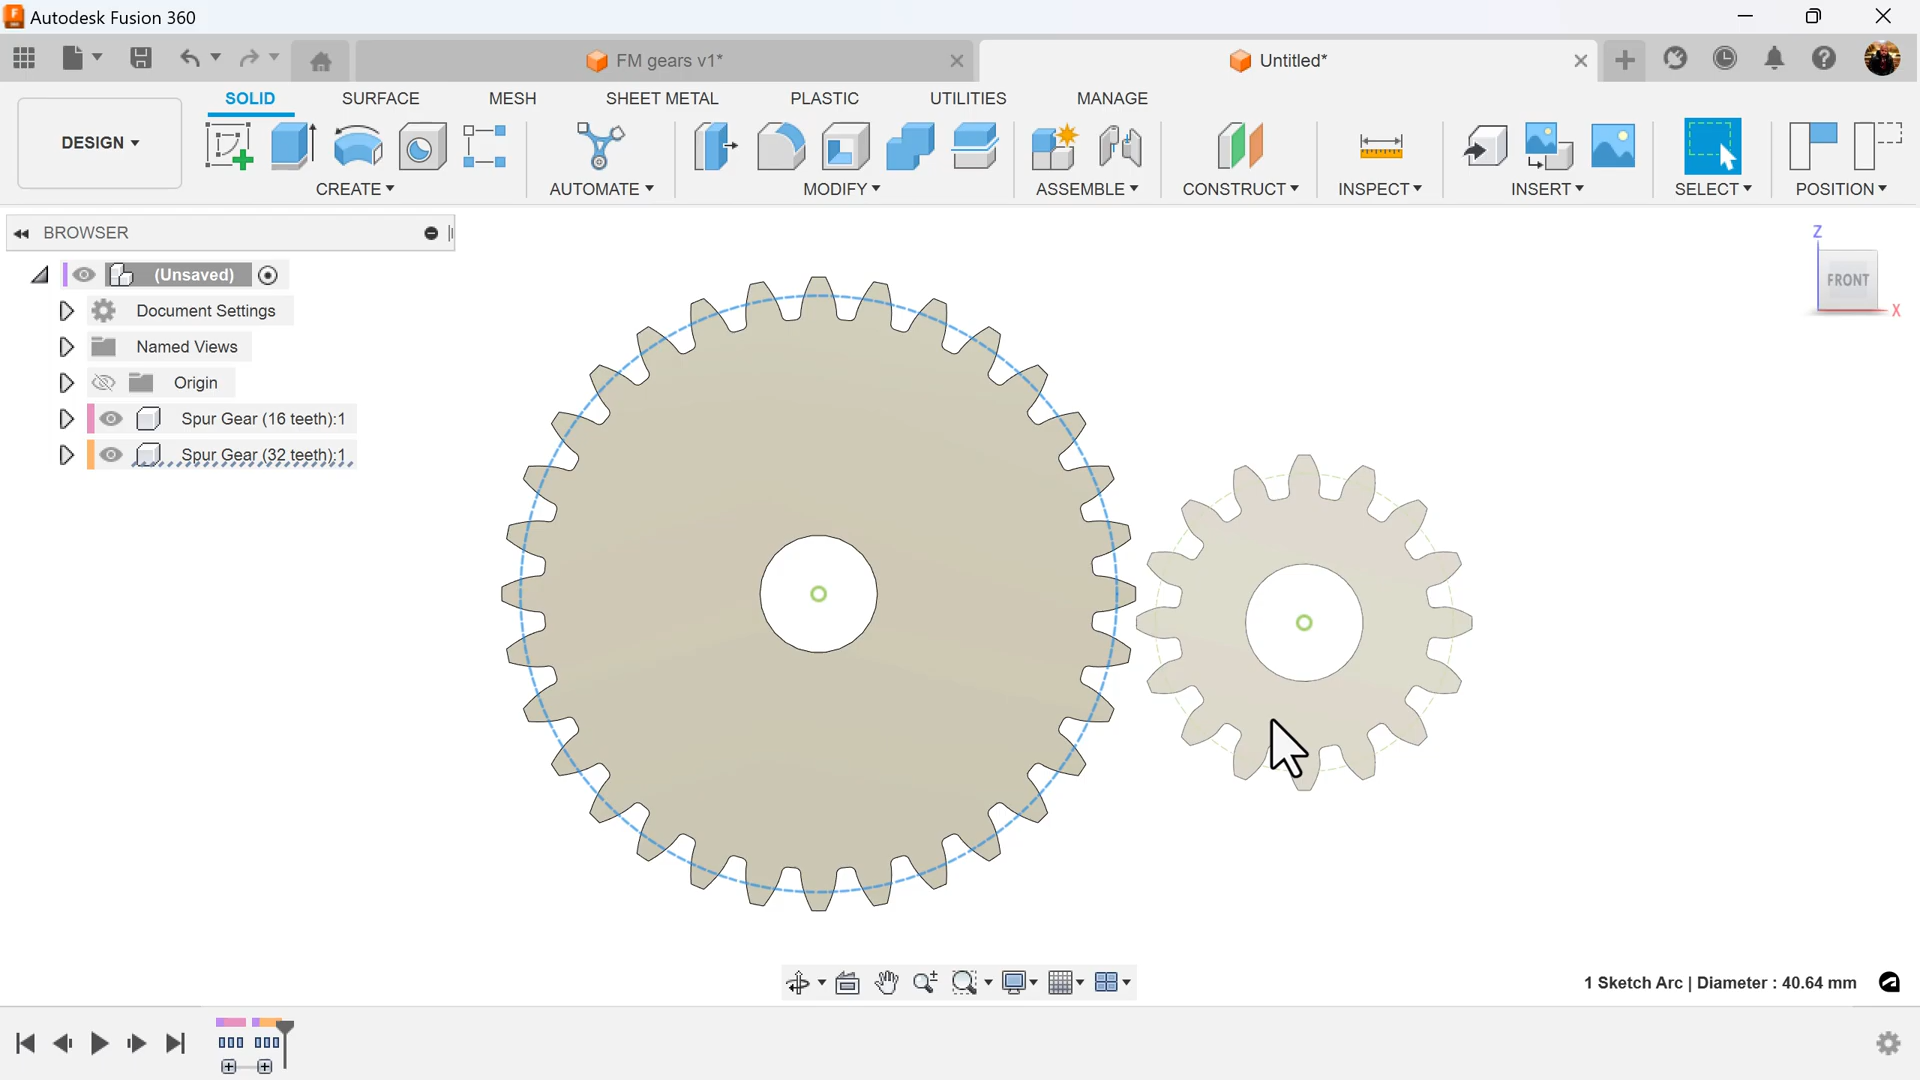 Autodesk Fusion 360
FM gears v1*
Untitled*
DESIGN
SOLID
SURFACE
MESH
SHEET METAL
PLASTIC
UTILITIES
MANAGE
CREATE
AUTOMATE
MODIFY
ASSEMBLE
CONSTRUCT
INSPECT
INSERT
SELECT
POSITION
BROWSER
(Unsaved)
Document Settings
Named Views
Origin
Spur Gear (16 teeth):1
Spur Gear (32 teeth):1
Z
FRONT
X
1 Sketch Arc | Diameter : 40.64 mm